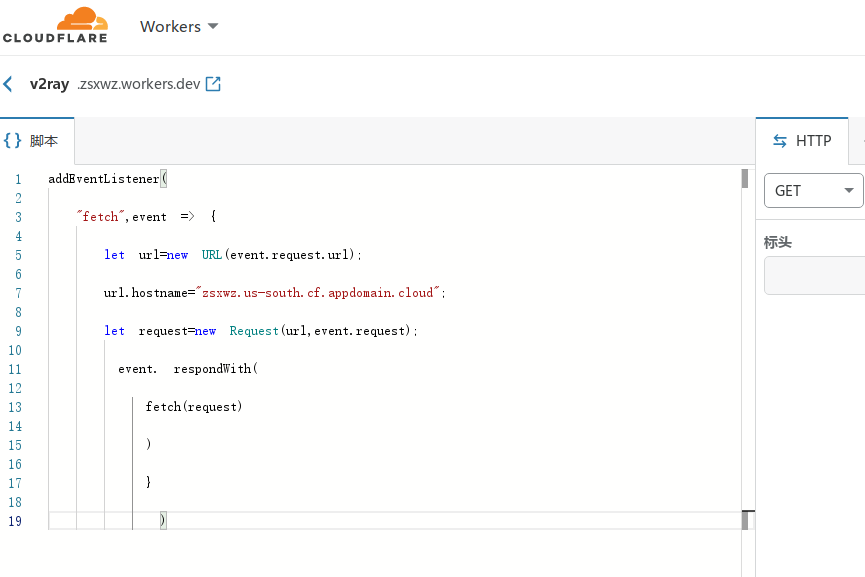 CLOUDFLARE
Workers
v2ray .zsxwz.workers.dev
{} 脚本
HTTP
1 addEventListener(
2
3 "fetch",event => {
4
5 let url=new URL(event.request.url);
6
7 url.hostname="zsxwz.us-south.cf.appdomain.cloud";
8
9 let request=new Request(url,event.request);
10
11 event. respondWith(
12
13 fetch(request)
14
15 )
16
17 }
18
19 )
GET
标头